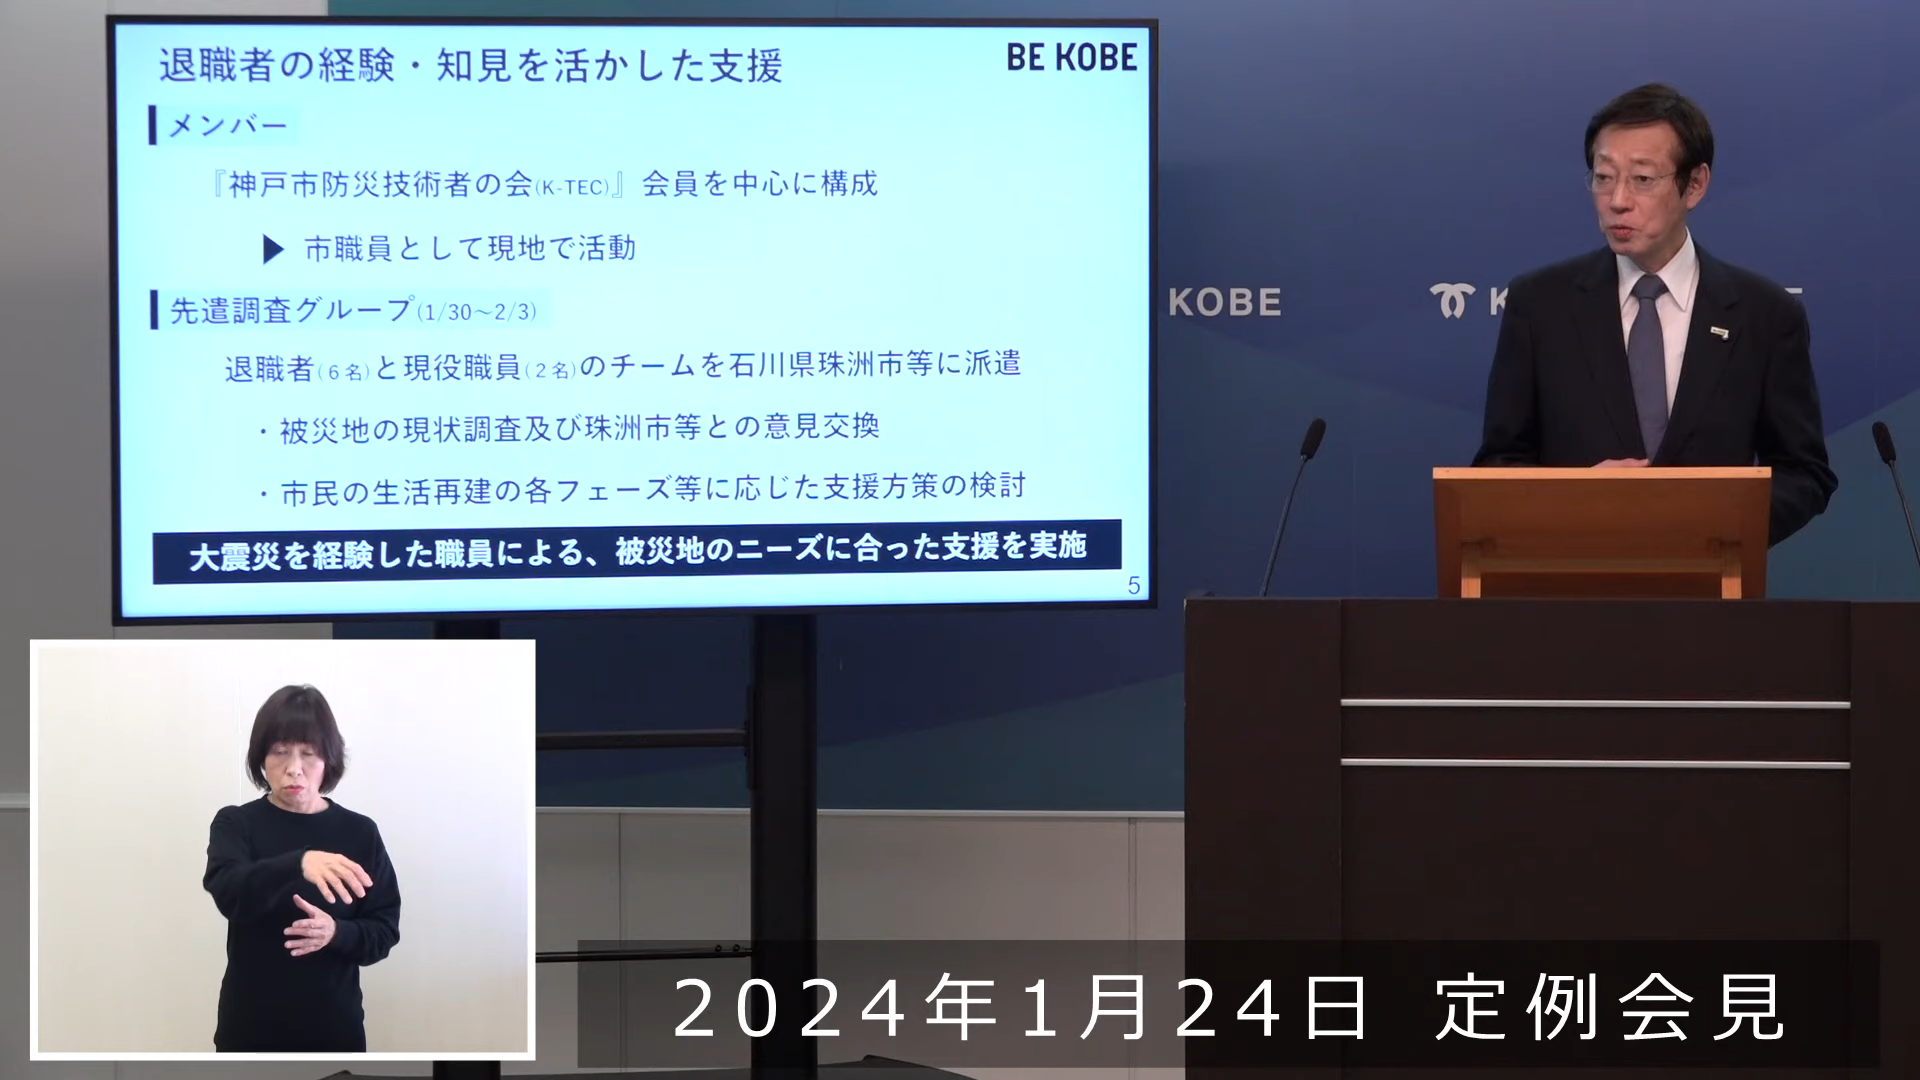 退職者の経験・知見を活かした支援
BE KOBE
メンバー
『神戸市防災技術者の会(K-TEC)』会員を中心に構成
▶ 市職員として現地で活動
先遣調査グループ(1/30～2/3)
退職者(6名)と現役職員(2名)のチームを石川県珠洲市等に派遣
・被災地の現状調査及び珠洲市等との意見交換
・市民の生活再建の各フェーズ等に応じた支援方策の検討
大震災を経験した職員による、被災地のニーズに合った支援を実施
5
KOBE
2024年1月24日 定例会見